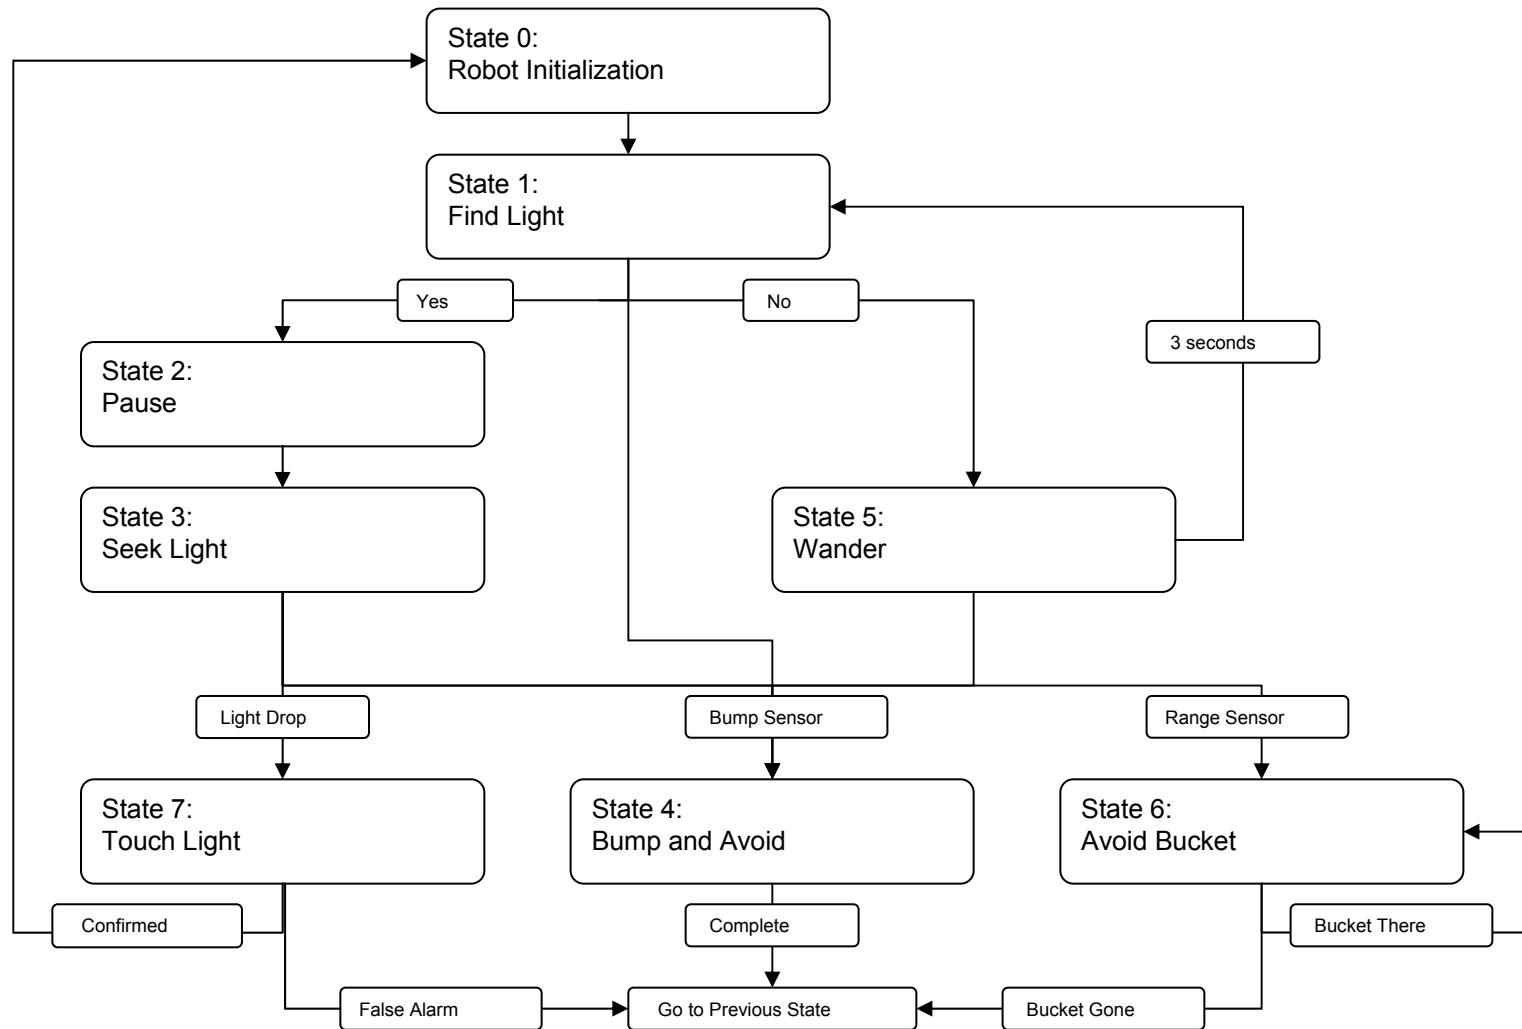 State 0:
Robot Initialization
State 1:
Find Light
Yes
No
3 seconds
State 2:
Pause
State 3:
Seek Light
State 5:
Wander
Light Drop
Bump Sensor
Range Sensor
State 7:
Touch Light
State 4:
Bump and Avoid
State 6:
Avoid Bucket
Confirmed
Complete
Bucket There
False Alarm
Go to Previous State
Bucket Gone